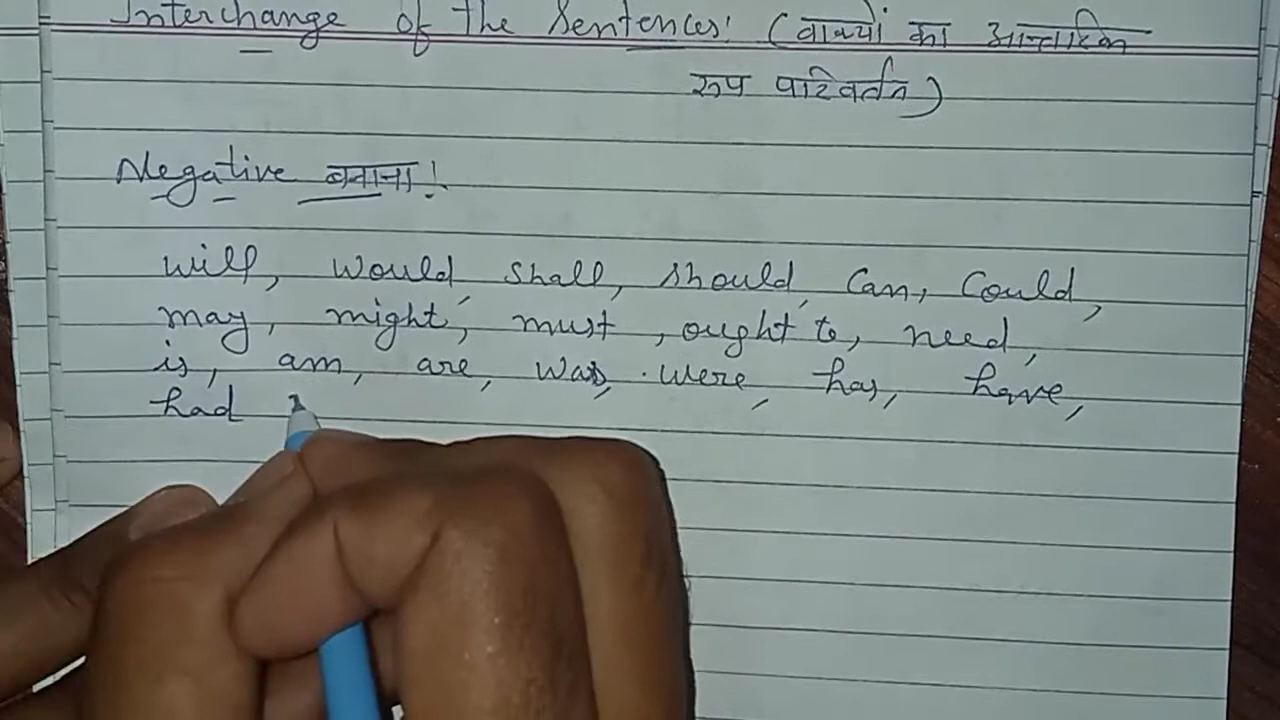 Interchange of the Sentences! (वाक्यों का आन्तरिक
रूप परिवर्तन)
Negative बनाना!
will, would, shall, should, can, could,
may, might, must, ought to, need,
is, am, are, was, were, has, have,
had